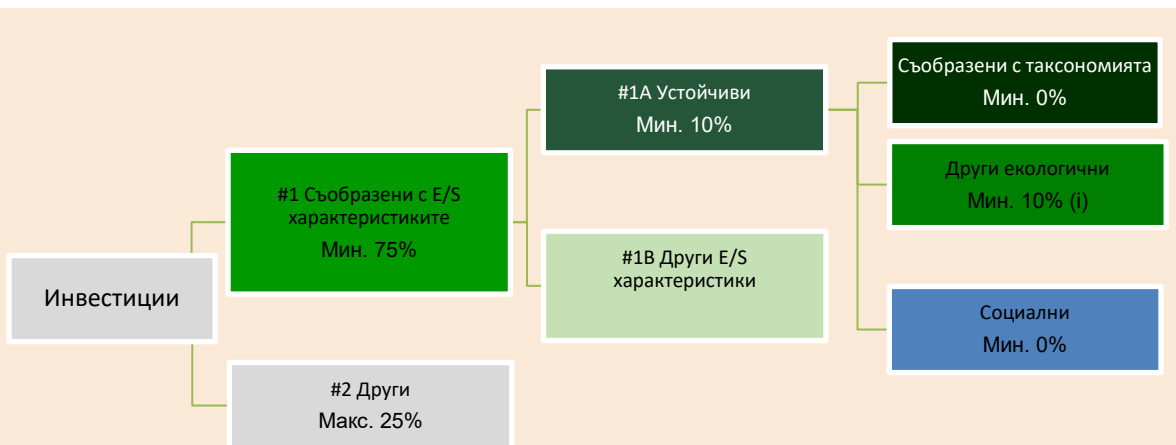 Инвестиции
#1 Съобразени с E/S
характеристиките
Мин. 75%
#2 Други
Макс. 25%
#1A Устойчиви
Мин. 10%
#1B Други E/S
характеристики
Съобразени с таксономията
Мин. 0%
Други екологични
Мин. 10% (i)
Социални
Мин. 0%